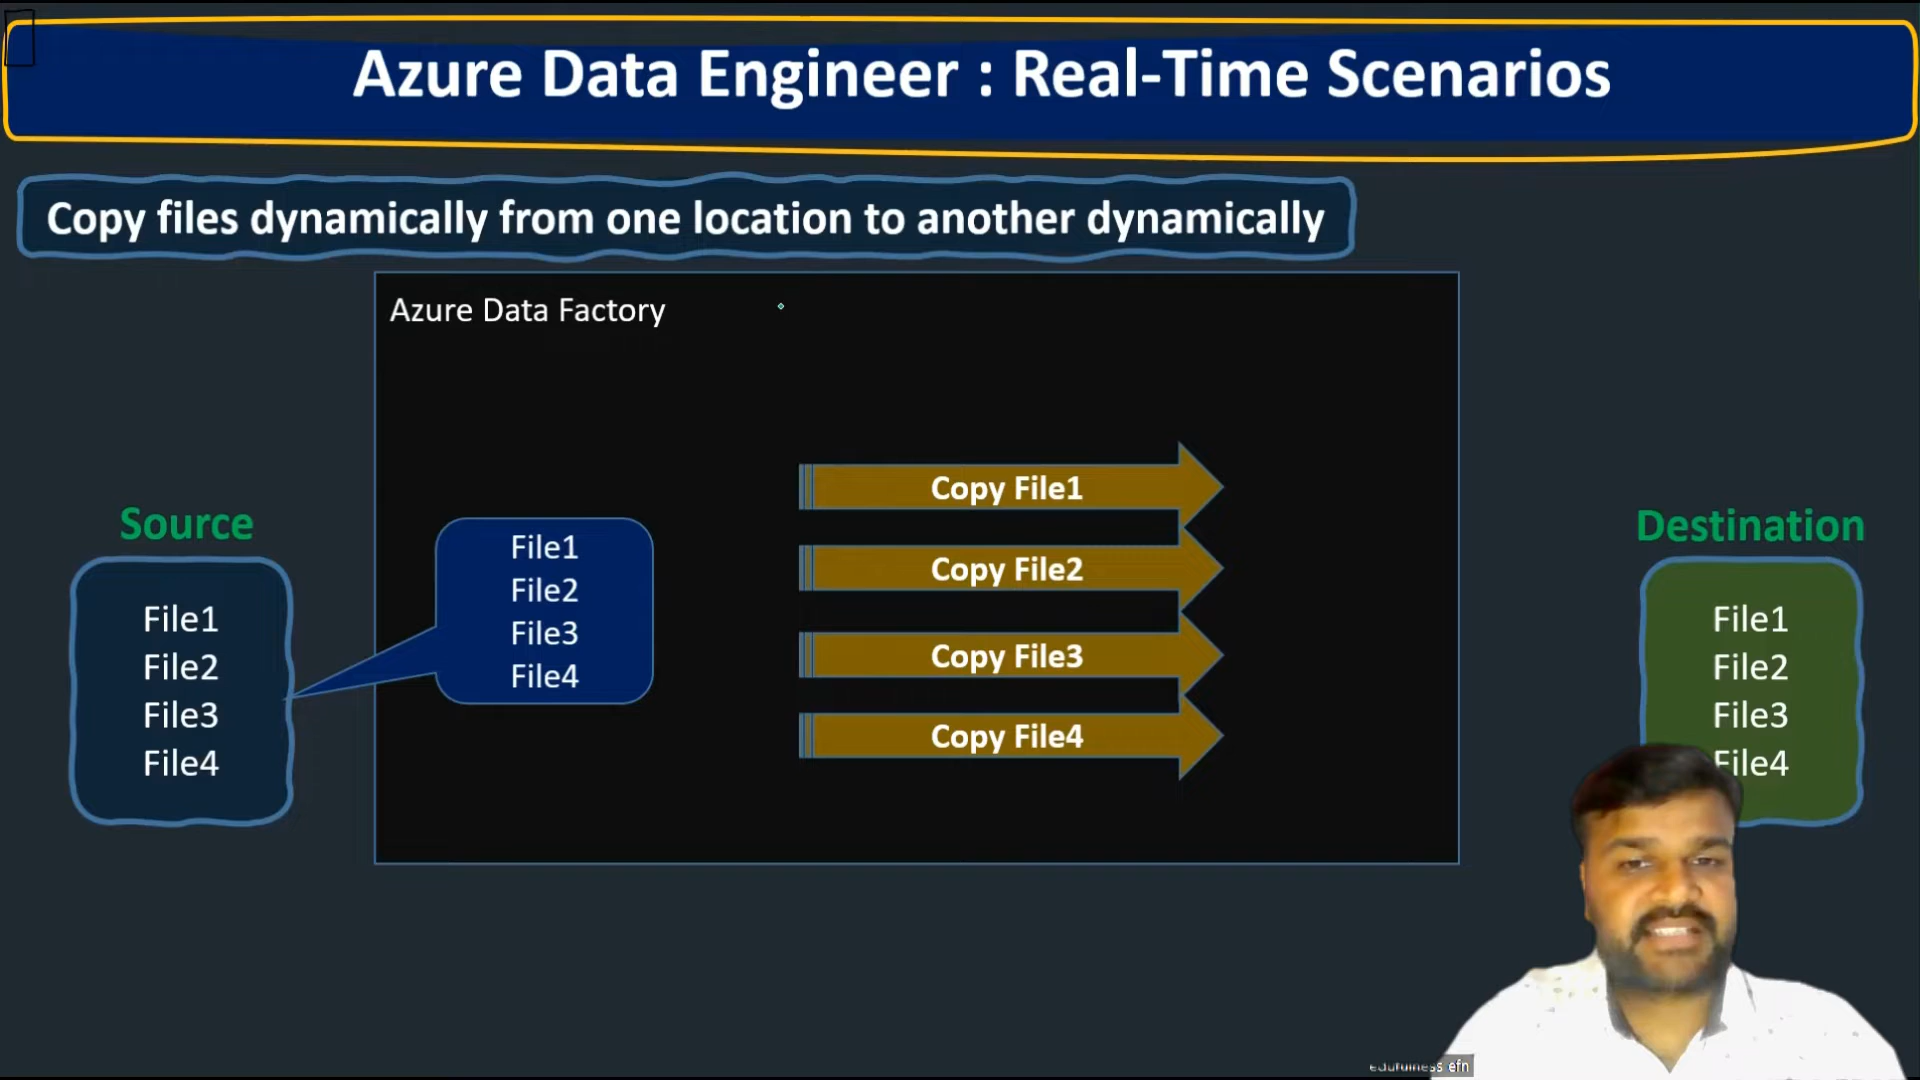 Azure Data Engineer : Real-Time Scenarios
Copy files dynamically from one location to another dynamically
Azure Data Factory
Source
File1
File2
File3
File4
File1
File2
File3
File4
Copy File1
Copy File2
Copy File3
Copy File4
Destination
File1
File2
File3
File4
efn